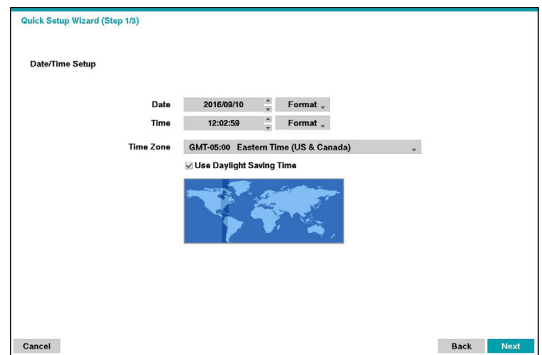 Quick Setup Wizard (Step 1/3)
Date/Time Setup
Date 2016/09/10 Format
Time 12:02:59 Format
Time Zone GMT-05:00 Eastern Time (US & Canada)
Use Daylight Saving Time
Cancel Back Next